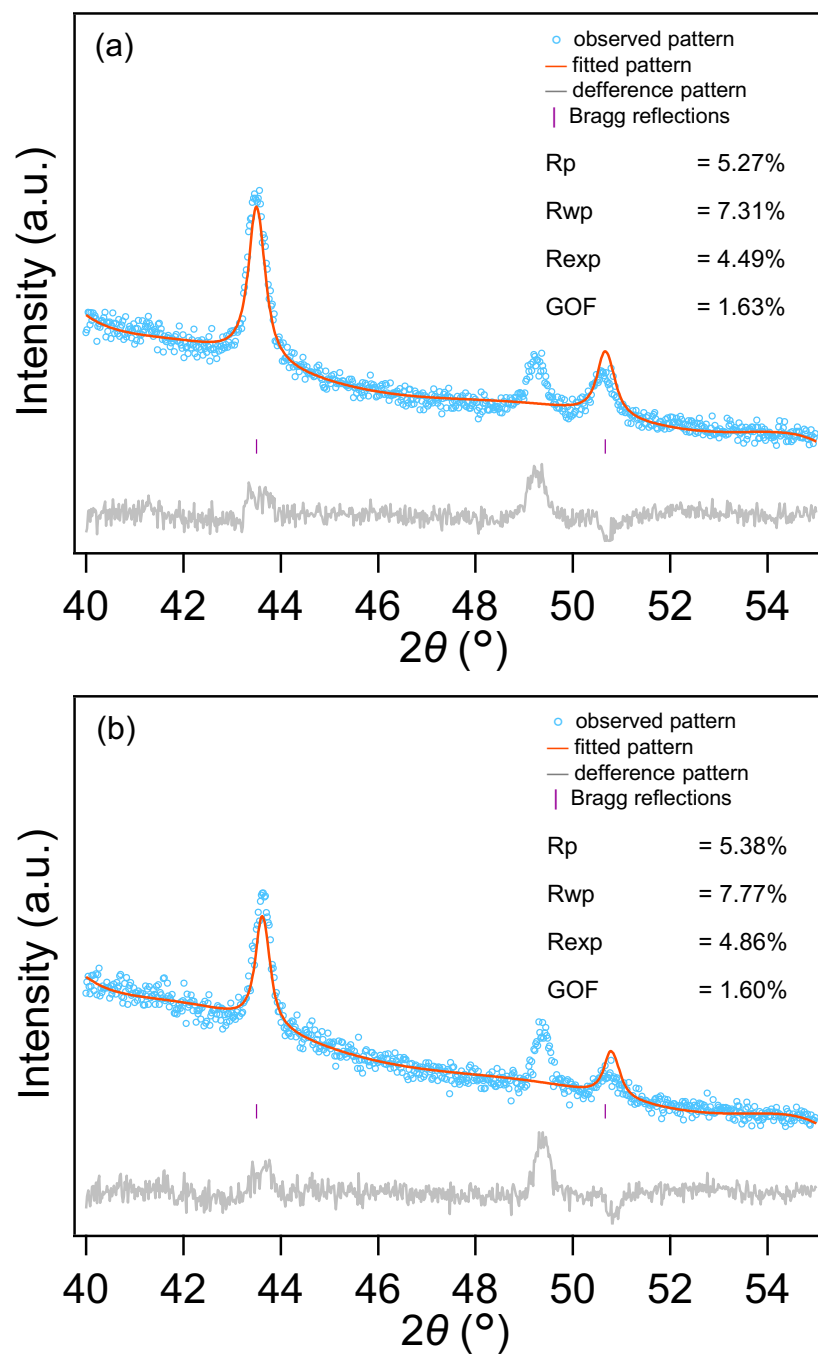 (a)
observed pattern
fitted pattern
defference pattern
Bragg reflections
Rp = 5.27%
Rwp = 7.31%
Rexp = 4.49%
GOF = 1.63%
Intensity (a.u.)
40 42 44 46 48 50 52 54
2θ (°)
(b)
observed pattern
fitted pattern
defference pattern
Bragg reflections
Rp = 5.38%
Rwp = 7.77%
Rexp = 4.86%
GOF = 1.60%
Intensity (a.u.)
40 42 44 46 48 50 52 54
2θ (°)